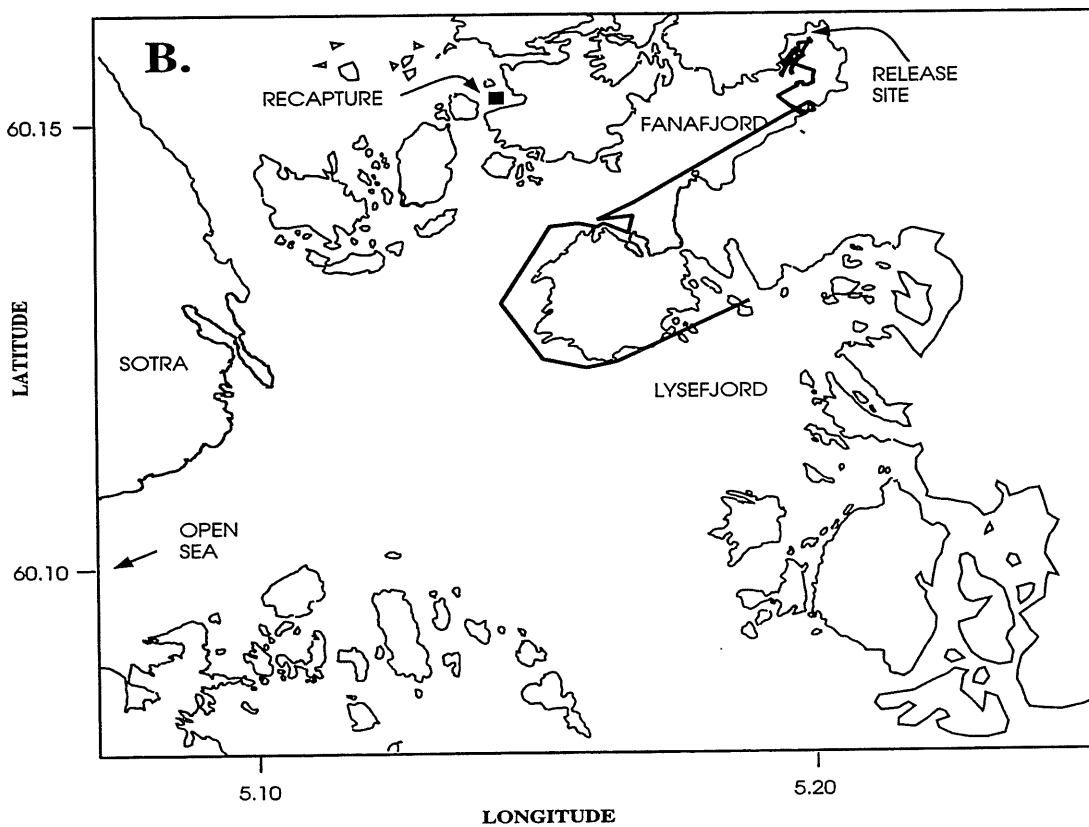 B.
RECAPTURE
RELEASE
SITE
60.15
FANAFJORD
LATITUDE
SOTRA
LYSEFJORD
OPEN
SEA
60.10
5.10
5.20
LONGITUDE